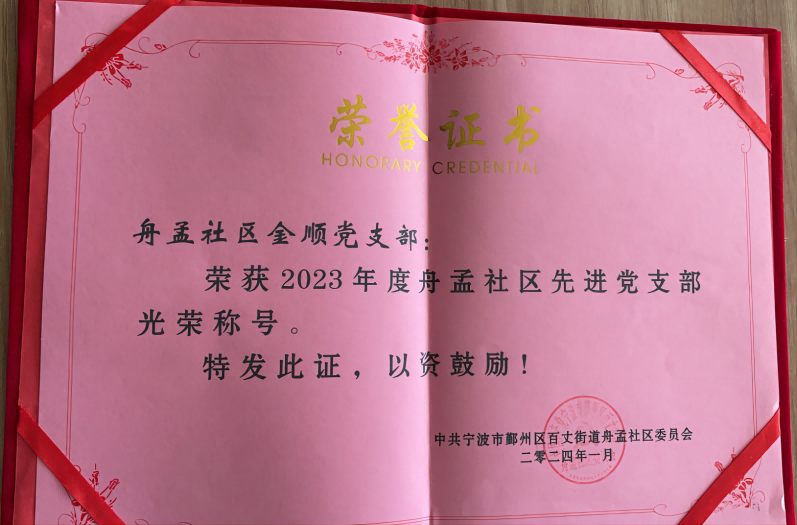 荣誉证书
HONORARY CREDENTIAL
舟孟社区金顺党支部：
荣获2023年度舟孟社区先进党支部
光荣称号。
特发此证，以资鼓励！
中共宁波市鄞州区百丈街道舟孟社区委员会
二零二四年一月